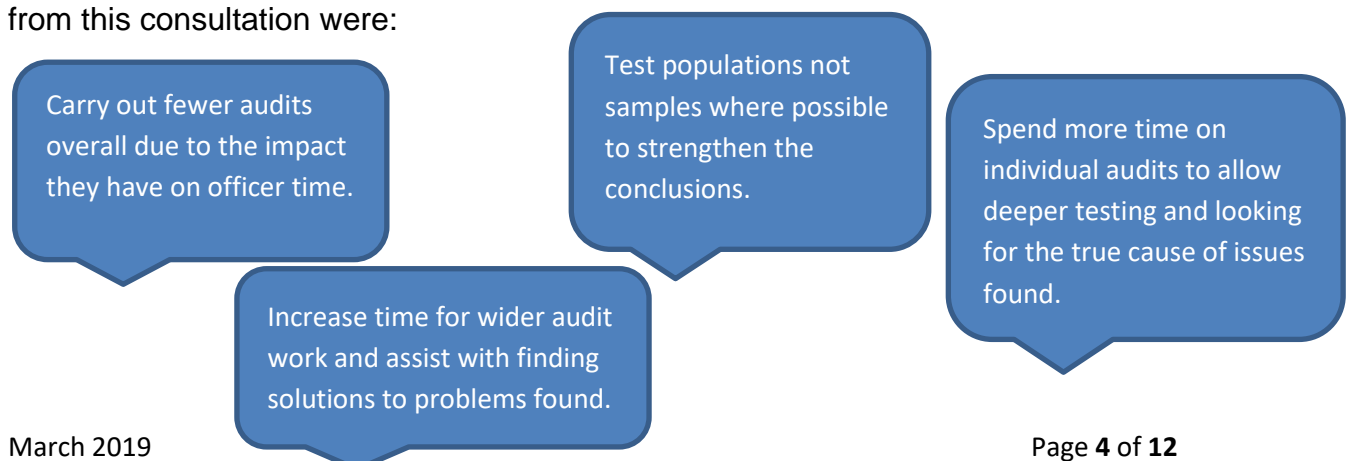 from this consultation were:
Carry out fewer audits
overall due to the impact
they have on officer time.
Test populations not
samples where possible
to strengthen the
conclusions.
Spend more time on
individual audits to allow
deeper testing and looking
for the true cause of issues
found.
Increase time for wider audit
work and assist with finding
solutions to problems found.
March 2019
Page 4 of 12